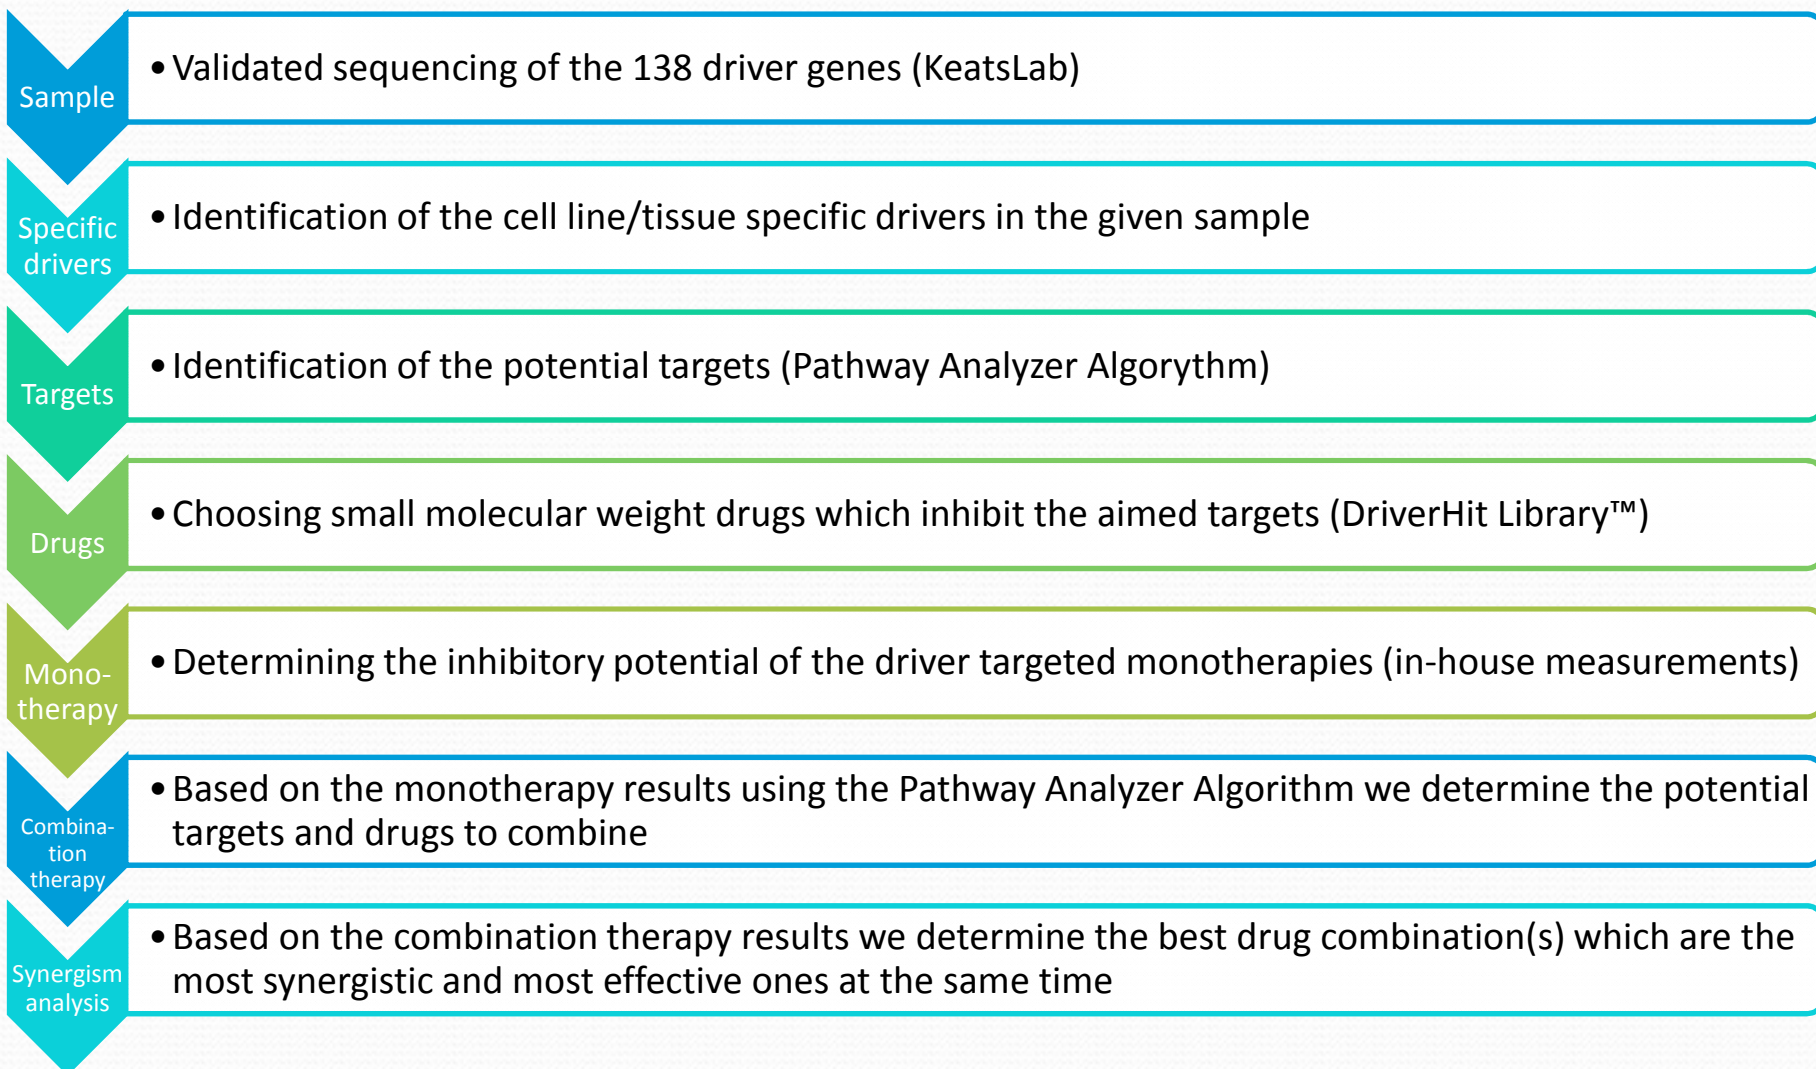 Sample
• Validated sequencing of the 138 driver genes (KeatsLab)
Specific
drivers
• Identification of the cell line/tissue specific drivers in the given sample
Targets
• Identification of the potential targets (Pathway Analyzer Algorythm)
Drugs
• Choosing small molecular weight drugs which inhibit the aimed targets (DriverHit Library™)
Mono-
therapy
• Determining the inhibitory potential of the driver targeted monotherapies (in-house measurements)
Combina-
tion
therapy
• Based on the monotherapy results using the Pathway Analyzer Algorithm we determine the potential
targets and drugs to combine
Synergism
analysis
• Based on the combination therapy results we determine the best drug combination(s) which are the
most synergistic and most effective ones at the same time